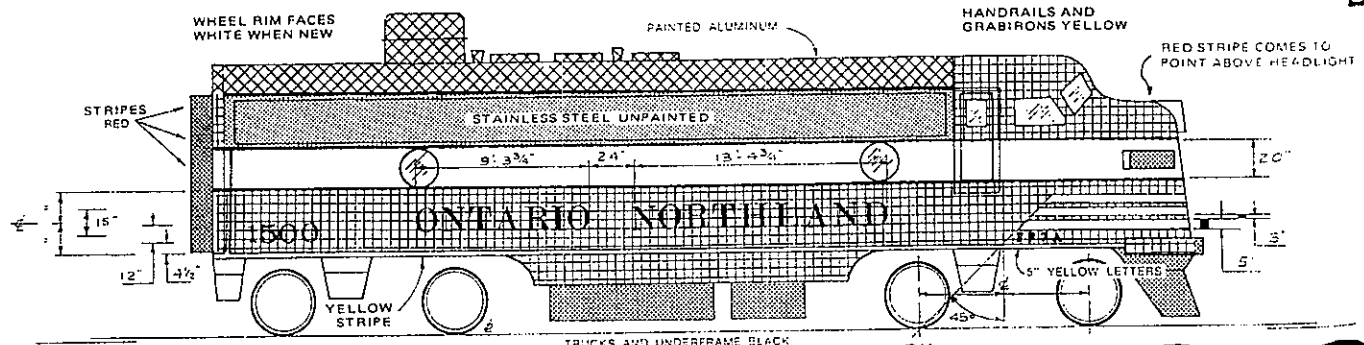 WHEEL RIM FACES
WHITE WHEN NEW
PAINTED ALUMINUM
HANDRAILS AND
GRABIRONS YELLOW
RED STRIPE COMES TO
POINT ABOVE HEADLIGHT
STRIPES
RED
STAINLESS STEEL UNPAINTED
9'·3¾"
24"
13'·4¾"
20"
15"
1500
ONTARIO NORTHLAND
12"
4½"
5" YELLOW LETTERS
5
YELLOW
STRIPE
45°
TRUCKS AND UNDERFRAME BLACK